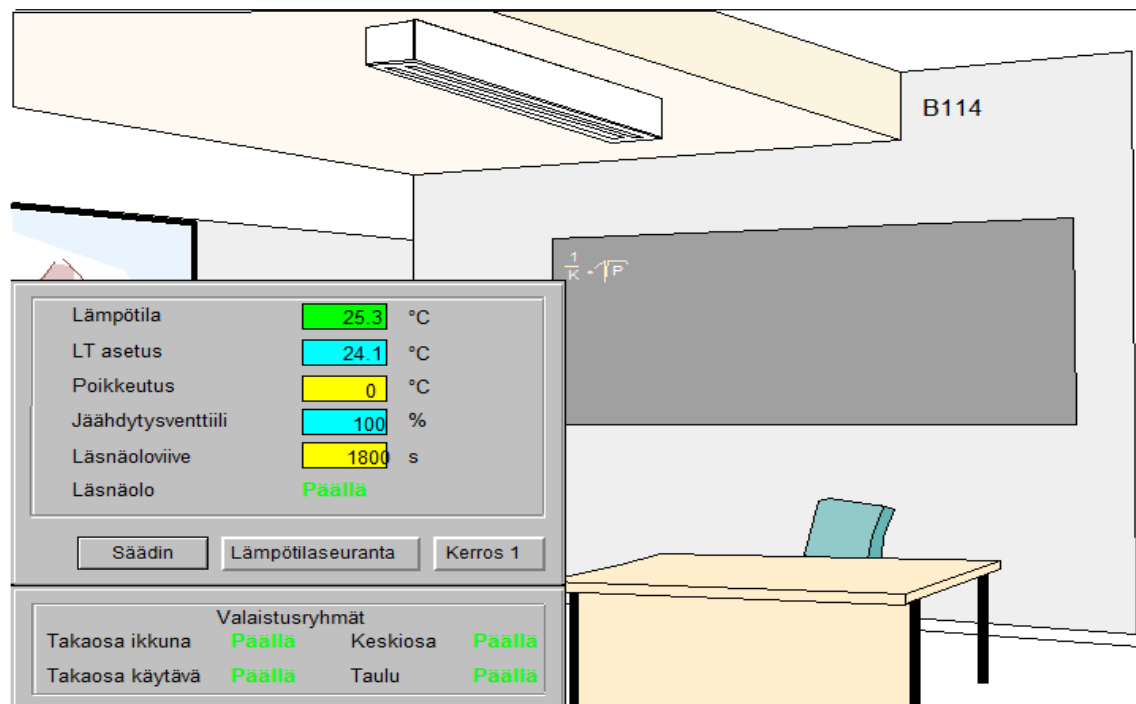 B114
1
K · √P
Lämpötila 25.3 °C
LT asetus 24.1 °C
Poikkeutus 0 °C
Jäähdytysventtiili 100 %
Läsnäoloviive 1800 s
Läsnäolo Päällä
Säädin Lämpötilaseuranta Kerros 1
Valaistusryhmät
Takaosa ikkuna Päällä Keskiosa Päällä
Takaosa käytävä Päällä Taulu Päällä